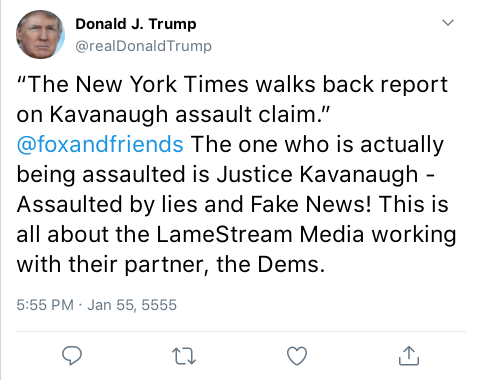 Donald J. Trump
@realDonaldTrump
“The New York Times walks back report
on Kavanaugh assault claim.”
@foxandfriends The one who is actually
being assaulted is Justice Kavanaugh -
Assaulted by lies and Fake News! This is
all about the LameStream Media working
with their partner, the Dems.
5:55 PM · Jan 55, 5555